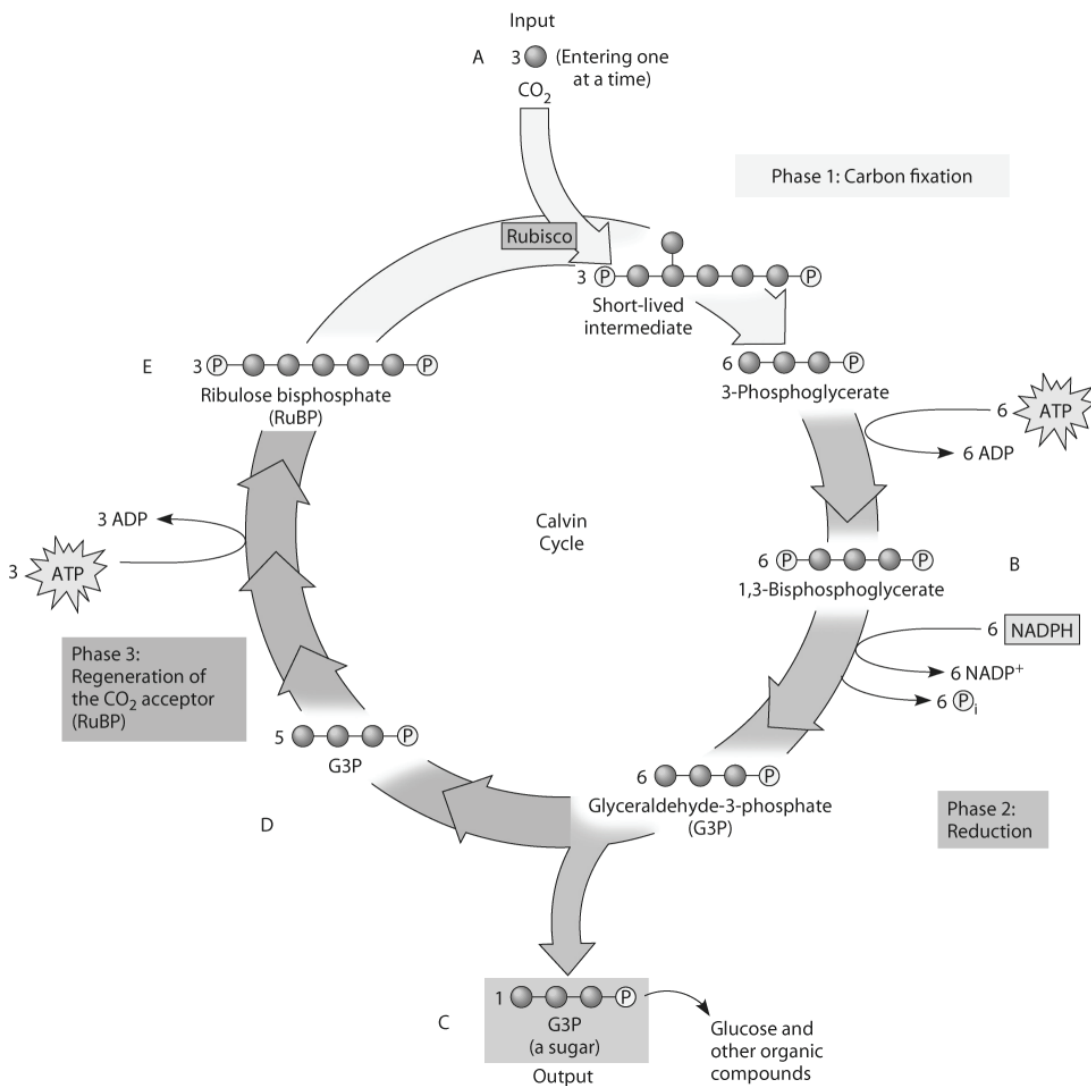 Input
A
3
(Entering one
at a time)
CO₂
Phase 1: Carbon fixation
Rubisco
3 P P
Short-lived
intermediate
E
3 P P
Ribulose bisphosphate
(RuBP)
6 P
3-Phosphoglycerate
6 ATP
6 ADP
3 ADP
3 ATP
Calvin
Cycle
6 P P
1,3-Bisphosphoglycerate
B
6 NADPH
6 NADP⁺
6 Pᵢ
Phase 3:
Regeneration of
the CO₂ acceptor
(RuBP)
5 P
G3P
6 P
Glyceraldehyde-3-phosphate
(G3P)
Phase 2:
Reduction
D
C
1 P
G3P
(a sugar)
Output
Glucose and
other organic
compounds